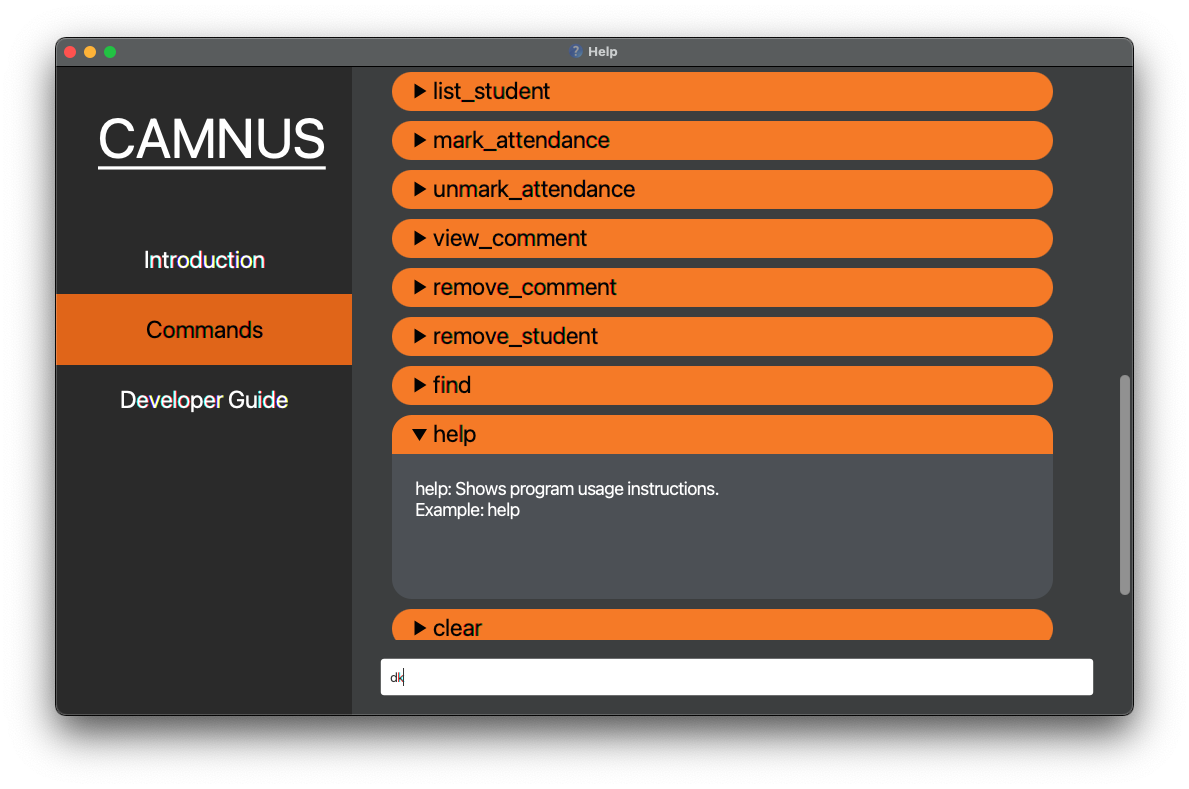 Help
CAMNUS
Introduction
Commands
Developer Guide
list_student
mark_attendance
unmark_attendance
view_comment
remove_comment
remove_student
find
help
help: Shows program usage instructions.
Example: help
clear
dk